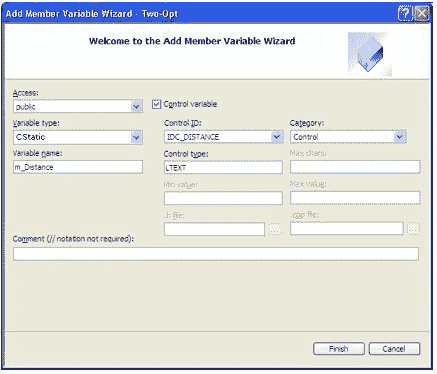 Add Member Variable Wizard - Two-Opt
Welcome to the Add Member Variable Wizard
Access:
public
Control variable
Variable type:
CStatic
Control ID:
IDC_DISTANCE
Category:
Control
Variable name:
m_Distance
Control type:
LTEXT
Max chars:
Min value:
Max value:
.h file:
...
.cpp file:
...
Comment (// notation not required):
Finish
Cancel